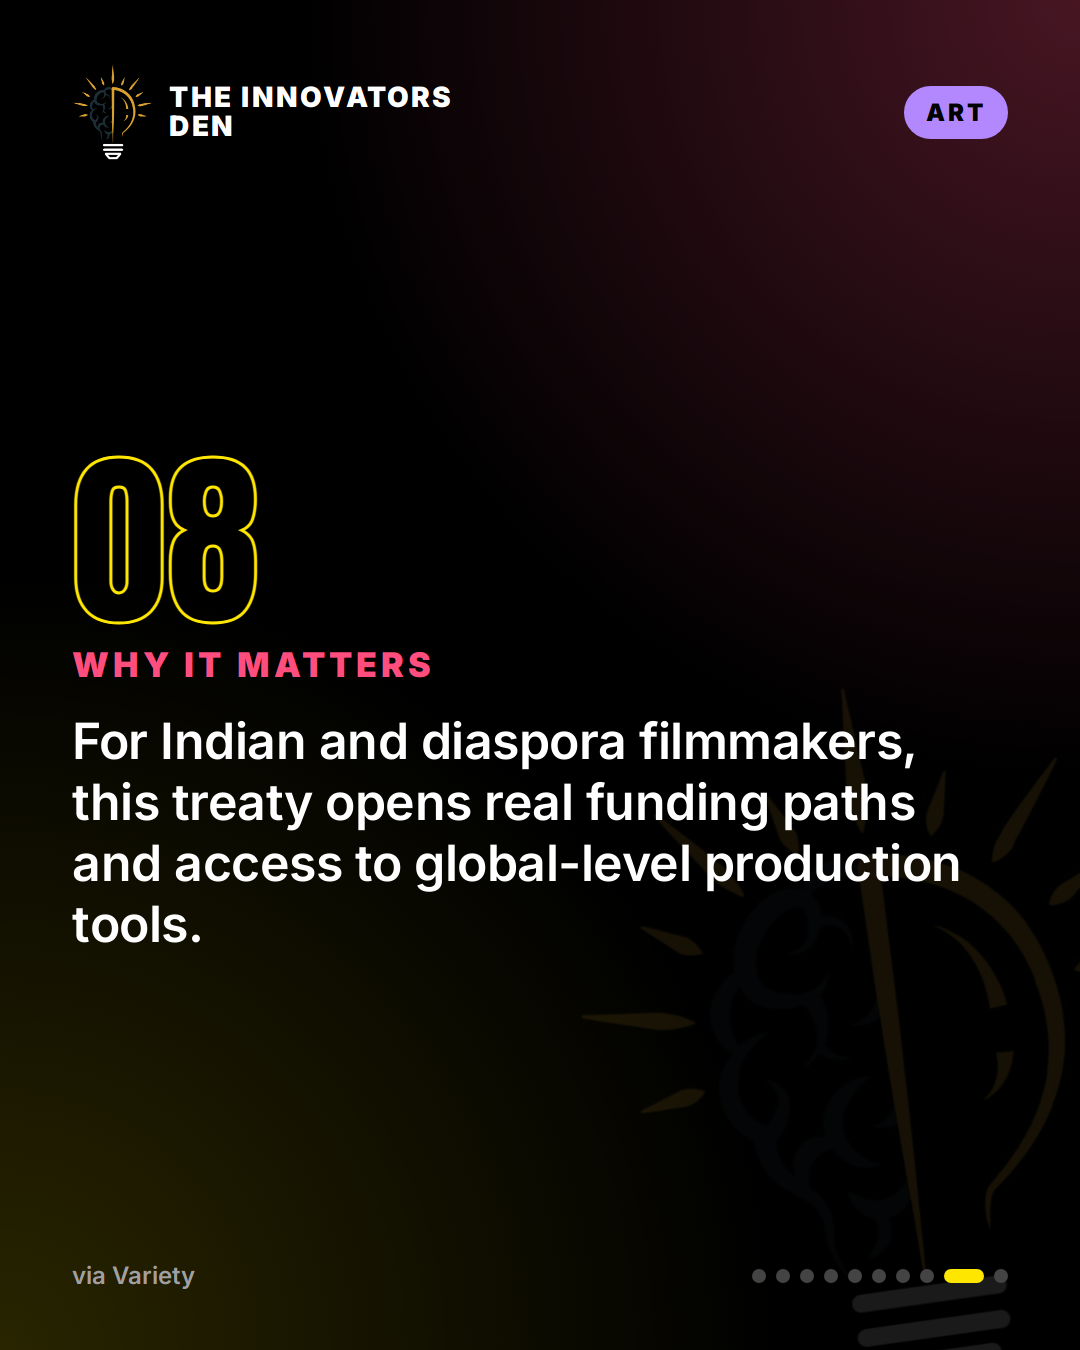 THE INNOVATORS
DEN
ART
08
WHY IT MATTERS
For Indian and diaspora filmmakers,
this treaty opens real funding paths
and access to global-level production
tools.
via Variety